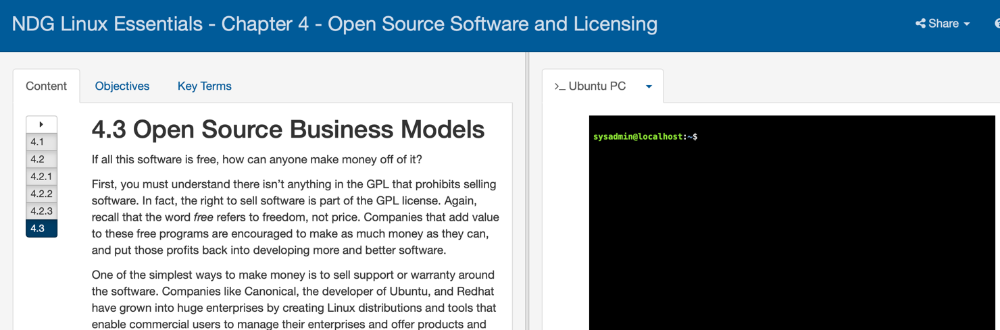 NDG Linux Essentials - Chapter 4 - Open Source Software and Licensing
Share
Content
Objectives
Key Terms
>_ Ubuntu PC
4.1
4.2
4.2.1
4.2.2
4.2.3
4.3
4.3 Open Source Business Models
If all this software is free, how can anyone make money off of it?
First, you must understand there isn’t anything in the GPL that prohibits selling
software. In fact, the right to sell software is part of the GPL license. Again,
recall that the word free refers to freedom, not price. Companies that add value
to these free programs are encouraged to make as much money as they can,
and put those profits back into developing more and better software.
One of the simplest ways to make money is to sell support or warranty around
the software. Companies like Canonical, the developer of Ubuntu, and Redhat
have grown into huge enterprises by creating Linux distributions and tools that
enable commercial users to manage their enterprises and offer products and
sysadmin@localhost:~$